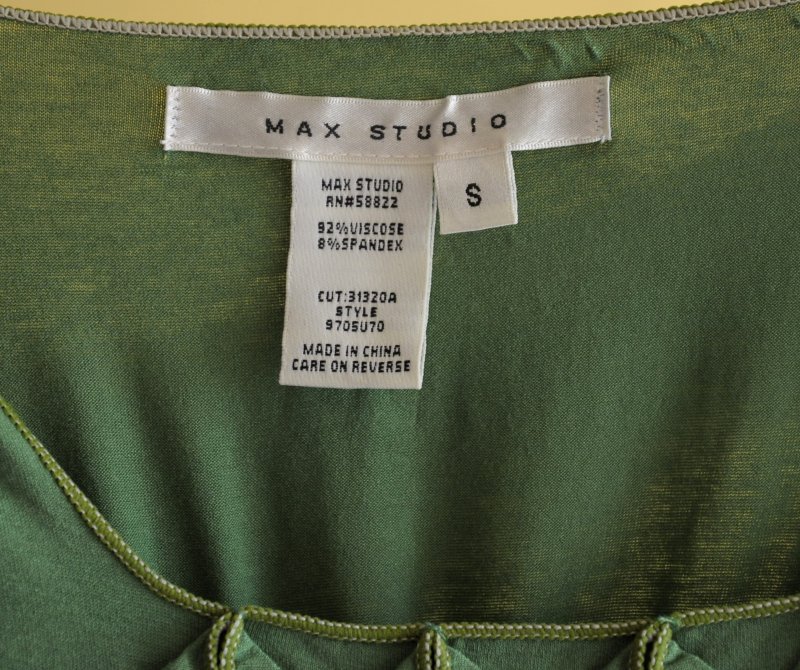 MAX STUDIO
S
MAX STUDIO
RN#58822
92%VISCOSE
8%SPANDEX
CUT:31320A
STYLE
9705U70
MADE IN CHINA
CARE ON REVERSE